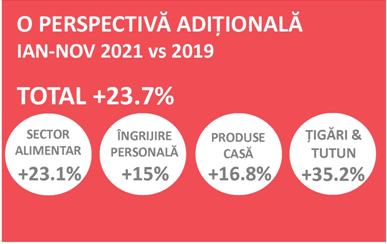 O PERSPECTIVĂ ADIȚIONALĂ
IAN-NOV 2021 vs 2019
TOTAL +23.7%
SECTOR
ALIMENTAR
+23.1%
ÎNGRIJIRE
PERSONALĂ
+15%
PRODUSE
CASĂ
+16.8%
ȚIGĂRI &
TUTUN
+35.2%